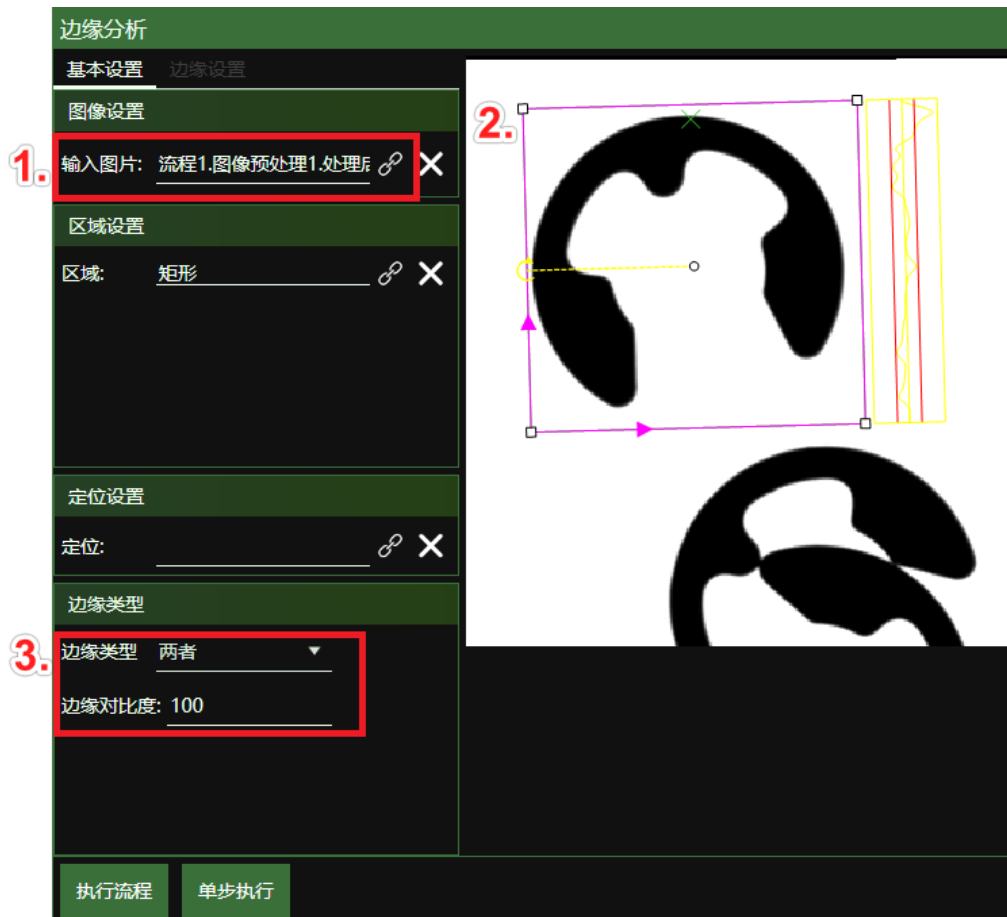 边缘分析
基本设置 边缘设置
图像设置
1. 输入图片: 流程1.图像预处理1.处理
2.
区域设置
区域: 矩形
定位设置
定位:
边缘类型
3. 边缘类型 两者
边缘对比度: 100
执行流程 单步执行